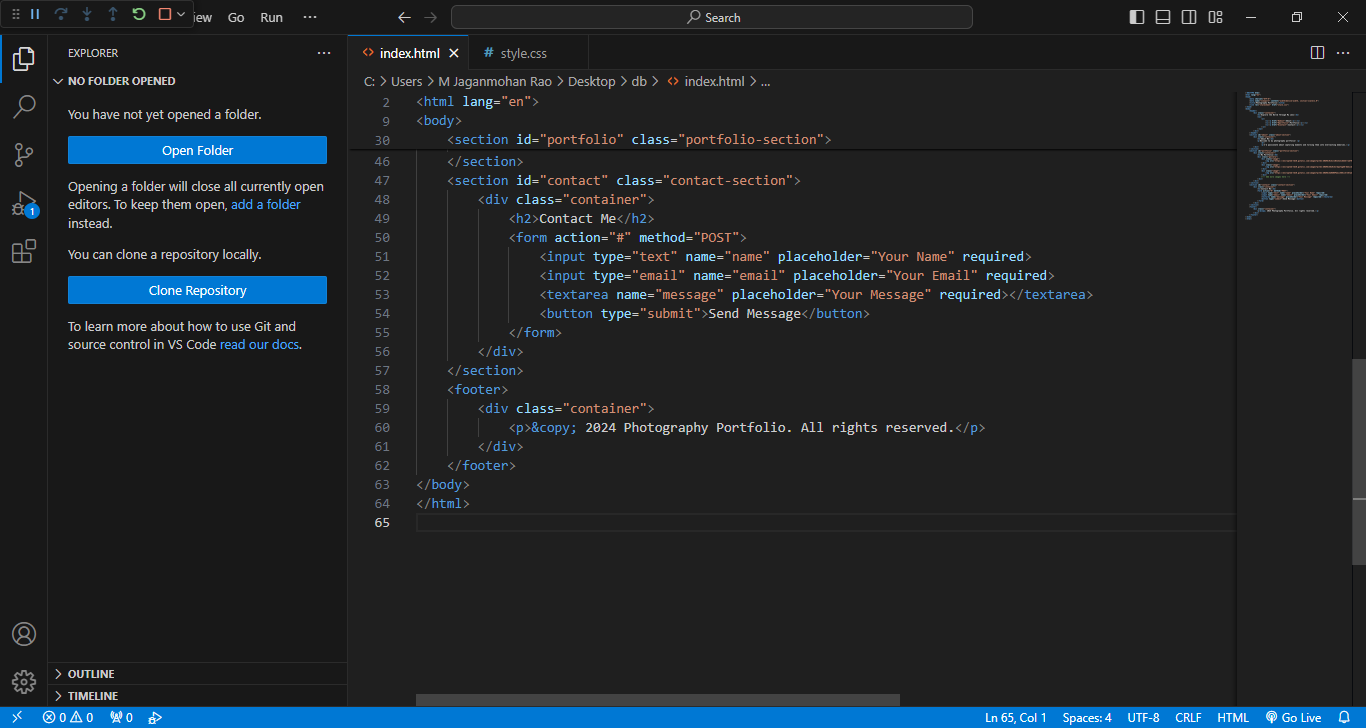 iew Go Run ···
Search
EXPLORER ···
NO FOLDER OPENED
You have not yet opened a folder.
Open Folder
Opening a folder will close all currently open
editors. To keep them open, add a folder
instead.
You can clone a repository locally.
Clone Repository
To learn more about how to use Git and
source control in VS Code read our docs.
OUTLINE
TIMELINE
1
<> index.html
# style.css
C: > Users > M Jaganmohan Rao > Desktop > db > <> index.html > ...
2 <html lang="en">
9 <body>
30 <section id="portfolio" class="portfolio-section">
46 </section>
47 <section id="contact" class="contact-section">
48 <div class="container">
49 <h2>Contact Me</h2>
50 <form action="#" method="POST">
51 <input type="text" name="name" placeholder="Your Name" required>
52 <input type="email" name="email" placeholder="Your Email" required>
53 <textarea name="message" placeholder="Your Message" required></textarea>
54 <button type="submit">Send Message</button>
55 </form>
56 </div>
57 </section>
58 <footer>
59 <div class="container">
60 <p>&copy; 2024 Photography Portfolio. All rights reserved.</p>
61 </div>
62 </footer>
63 </body>
64 </html>
65
0 0 0 Ln 65, Col 1 Spaces: 4 UTF-8 CRLF HTML Go Live